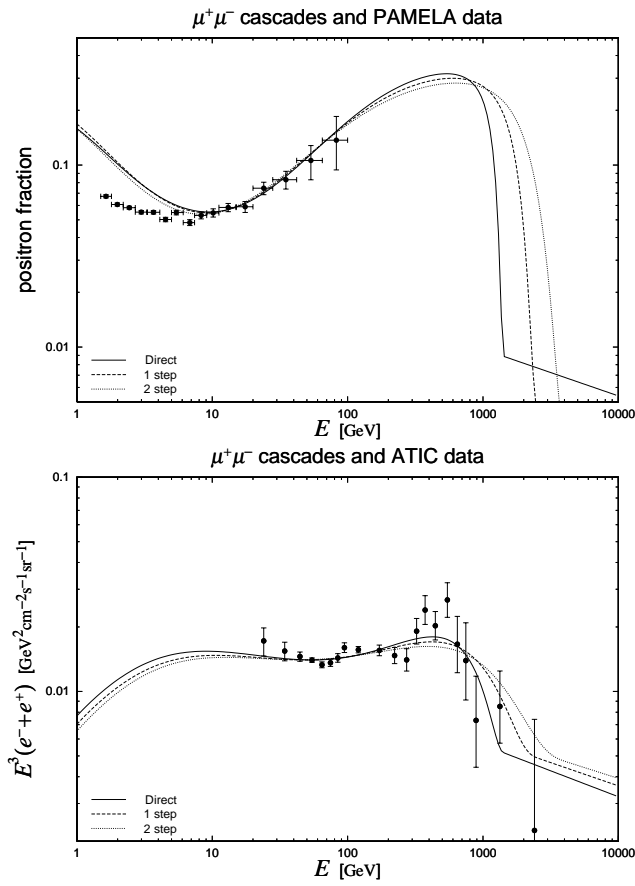 μ⁺μ⁻ cascades and PAMELA data
positron fraction
0.1
0.01
Direct
1 step
2 step
1 10 100 1000 10000
E [GeV]
μ⁺μ⁻ cascades and ATIC data
E³(e⁻+e⁺) [GeV²cm⁻²s⁻¹sr⁻¹]
0.1
0.01
Direct
1 step
2 step
1 10 100 1000 10000
E [GeV]